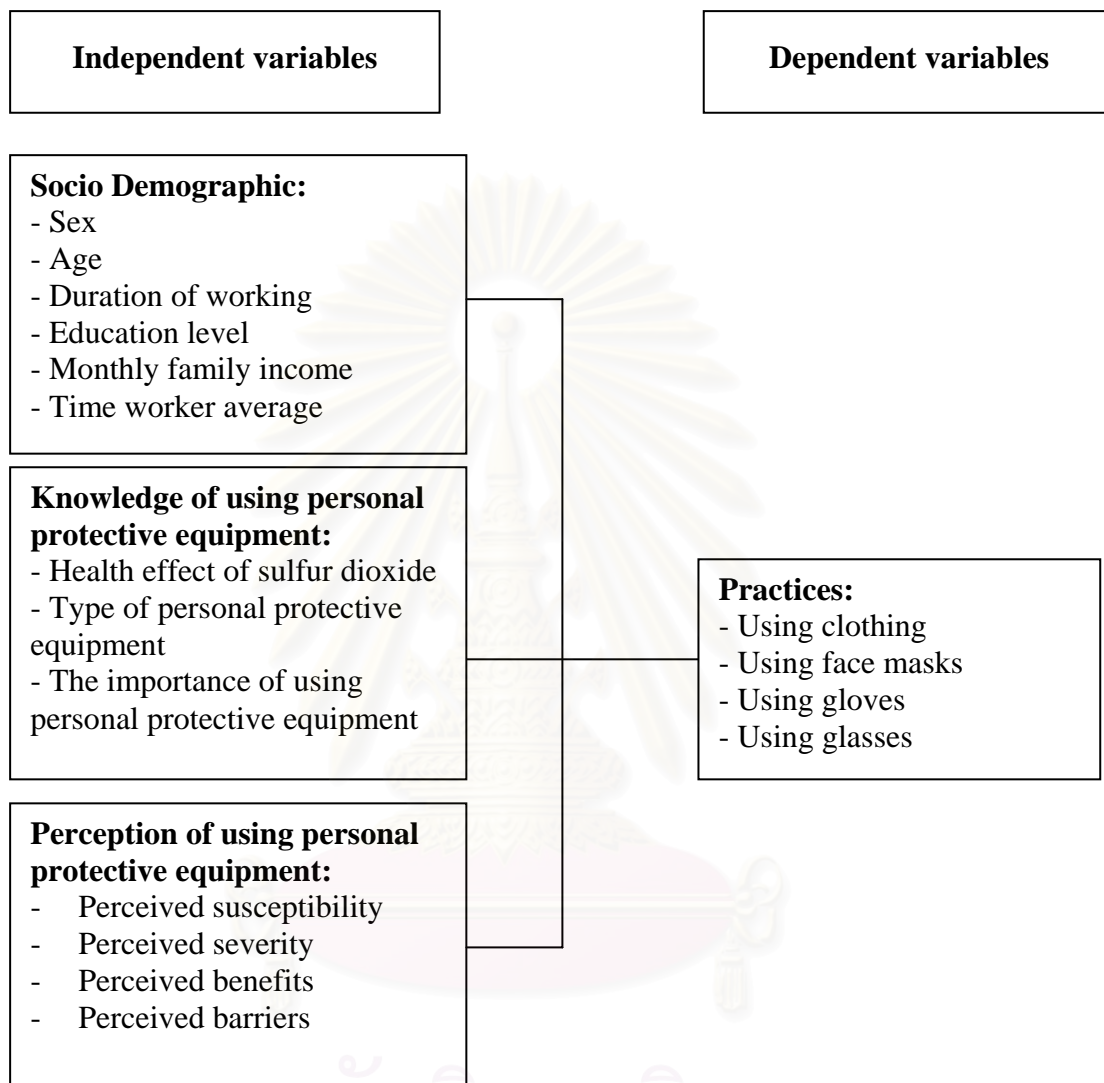 Independent variables
Dependent variables
Socio Demographic:
- Sex
- Age
- Duration of working
- Education level
- Monthly family income
- Time worker average
Knowledge of using personal
protective equipment:
- Health effect of sulfur dioxide
- Type of personal protective
equipment
- The importance of using
personal protective equipment
Perception of using personal
protective equipment:
- Perceived susceptibility
- Perceived severity
- Perceived benefits
- Perceived barriers
Practices:
- Using clothing
- Using face masks
- Using gloves
- Using glasses